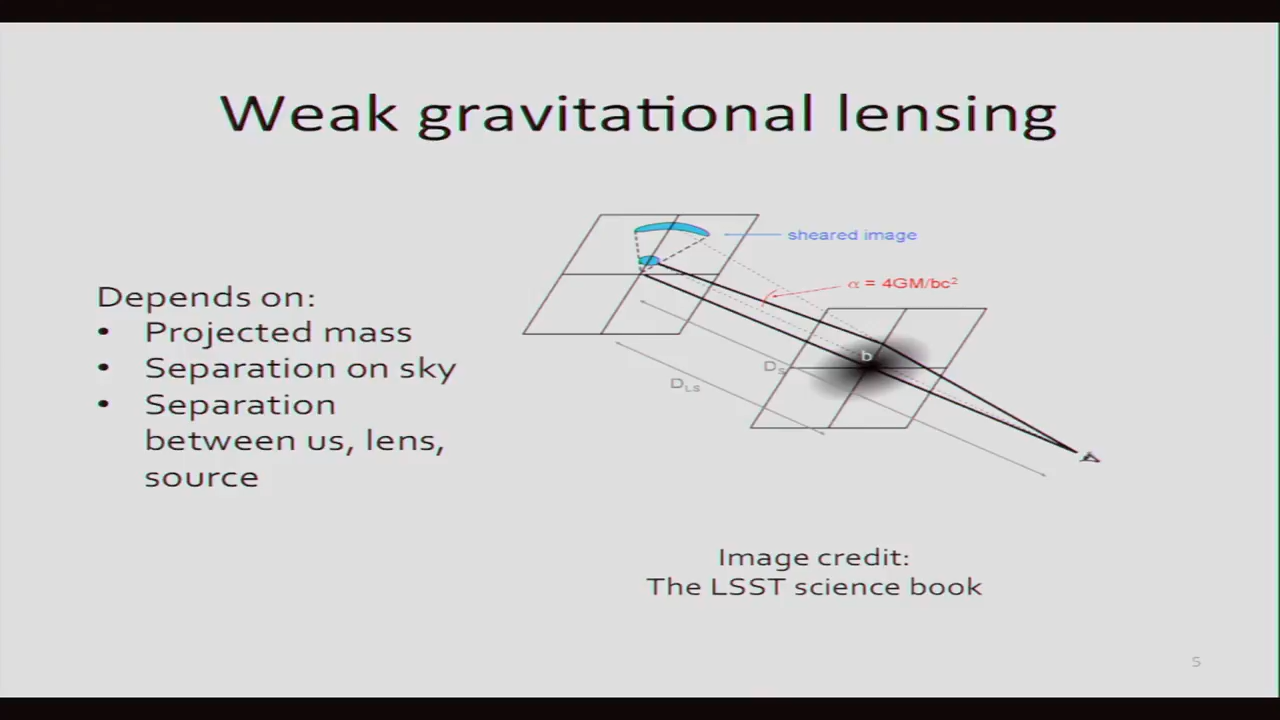 Weak gravitational lensing
Depends on:
• Projected mass
• Separation on sky
• Separation
between us, lens,
source
sheared image
α = 4GM/bc²
b
D_S
D_LS
Image credit:
The LSST science book
5